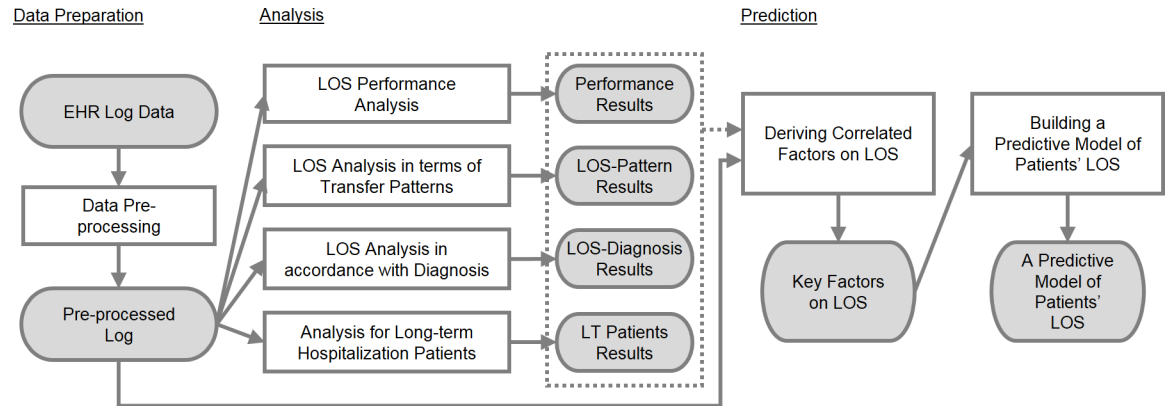 Data Preparation
Analysis
Prediction
EHR Log Data
Data Pre-
processing
Pre-processed
Log
LOS Performance
Analysis
LOS Analysis in terms of
Transfer Patterns
LOS Analysis in
accordance with Diagnosis
Analysis for Long-term
Hospitalization Patients
Performance
Results
LOS-Pattern
Results
LOS-Diagnosis
Results
LT Patients
Results
Deriving Correlated
Factors on LOS
Key Factors
on LOS
Building a
Predictive Model of
Patients' LOS
A Predictive
Model of
Patients'
LOS